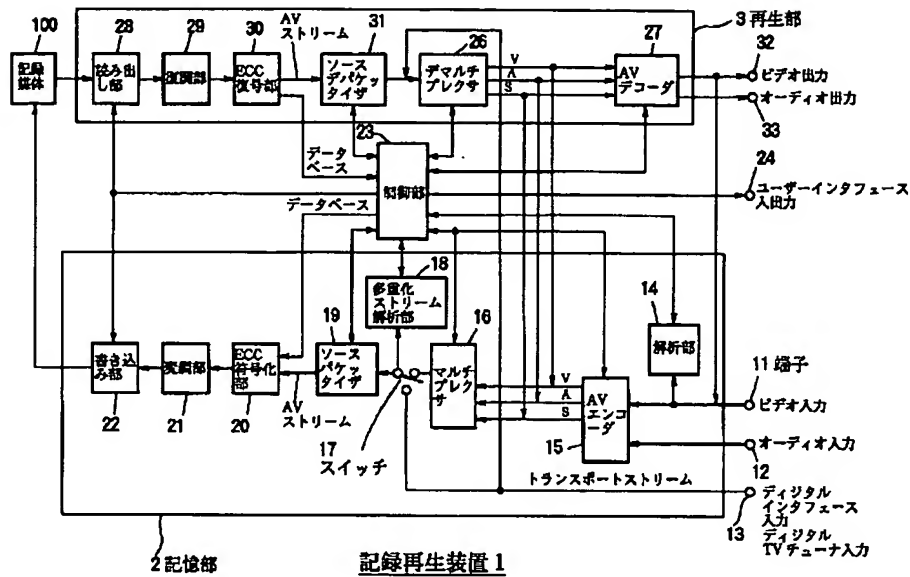 100
記録
媒体
28
読み出
し部
29
復調部
30
ECC
復号部
AV
ストリーム
31
ソース
デパケッ
タイザ
26
デマルチ
プレクサ
V
A
S
27
AV
デコーダ
3 再生部
32
ビデオ出力
オーディオ出力
33
データ
ベース
23
制御部
24
ユーザーインタフェース
入出力
データベース
18
多重化
ストリーム
解析部
14
解析部
19
ソース
パケッ
タイザ
16
マルチ
プレク
サ
V
A
S
AV
エンコ
ーダ
15
11 端子
ビデオ入力
オーディオ入力
12
書き込
み部
22
変調部
21
ECC
符号化
部
20
AV
ストリーム
17
スイッチ
トランスポートストリーム
13
ディジタル
インタフェース
入力
ディジタル
TVチューナ入力
2 記憶部
記録再生装置 1